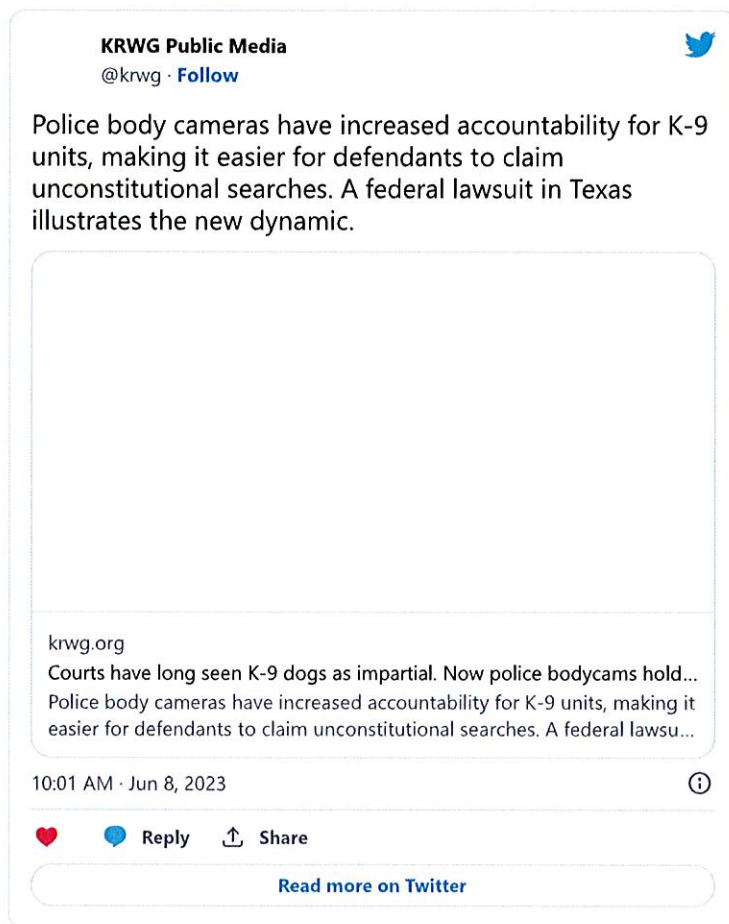 KRWG Public Media
@krwg · Follow
Police body cameras have increased accountability for K-9
units, making it easier for defendants to claim
unconstitutional searches. A federal lawsuit in Texas
illustrates the new dynamic.
krwg.org
Courts have long seen K-9 dogs as impartial. Now police bodycams hold...
Police body cameras have increased accountability for K-9 units, making it
easier for defendants to claim unconstitutional searches. A federal lawsu...
10:01 AM · Jun 8, 2023
Reply Share
Read more on Twitter